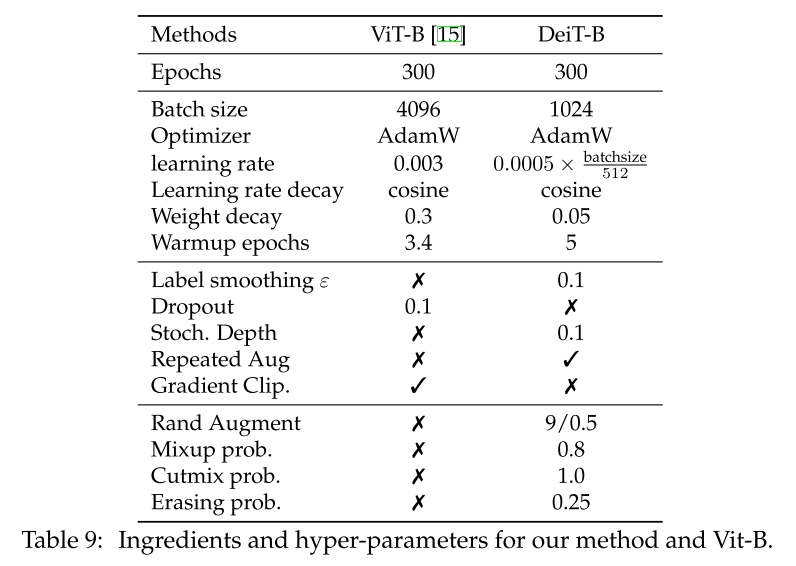 Methods ViT-B [15] DeiT-B
Epochs 300 300
Batch size 4096 1024
Optimizer AdamW AdamW
learning rate 0.003 0.0005 × batchsize/512
Learning rate decay cosine cosine
Weight decay 0.3 0.05
Warmup epochs 3.4 5
Label smoothing ε ✗ 0.1
Dropout 0.1 ✗
Stoch. Depth ✗ 0.1
Repeated Aug ✗ ✓
Gradient Clip. ✓ ✗
Rand Augment ✗ 9/0.5
Mixup prob. ✗ 0.8
Cutmix prob. ✗ 1.0
Erasing prob. ✗ 0.25
Table 9: Ingredients and hyper-parameters for our method and Vit-B.